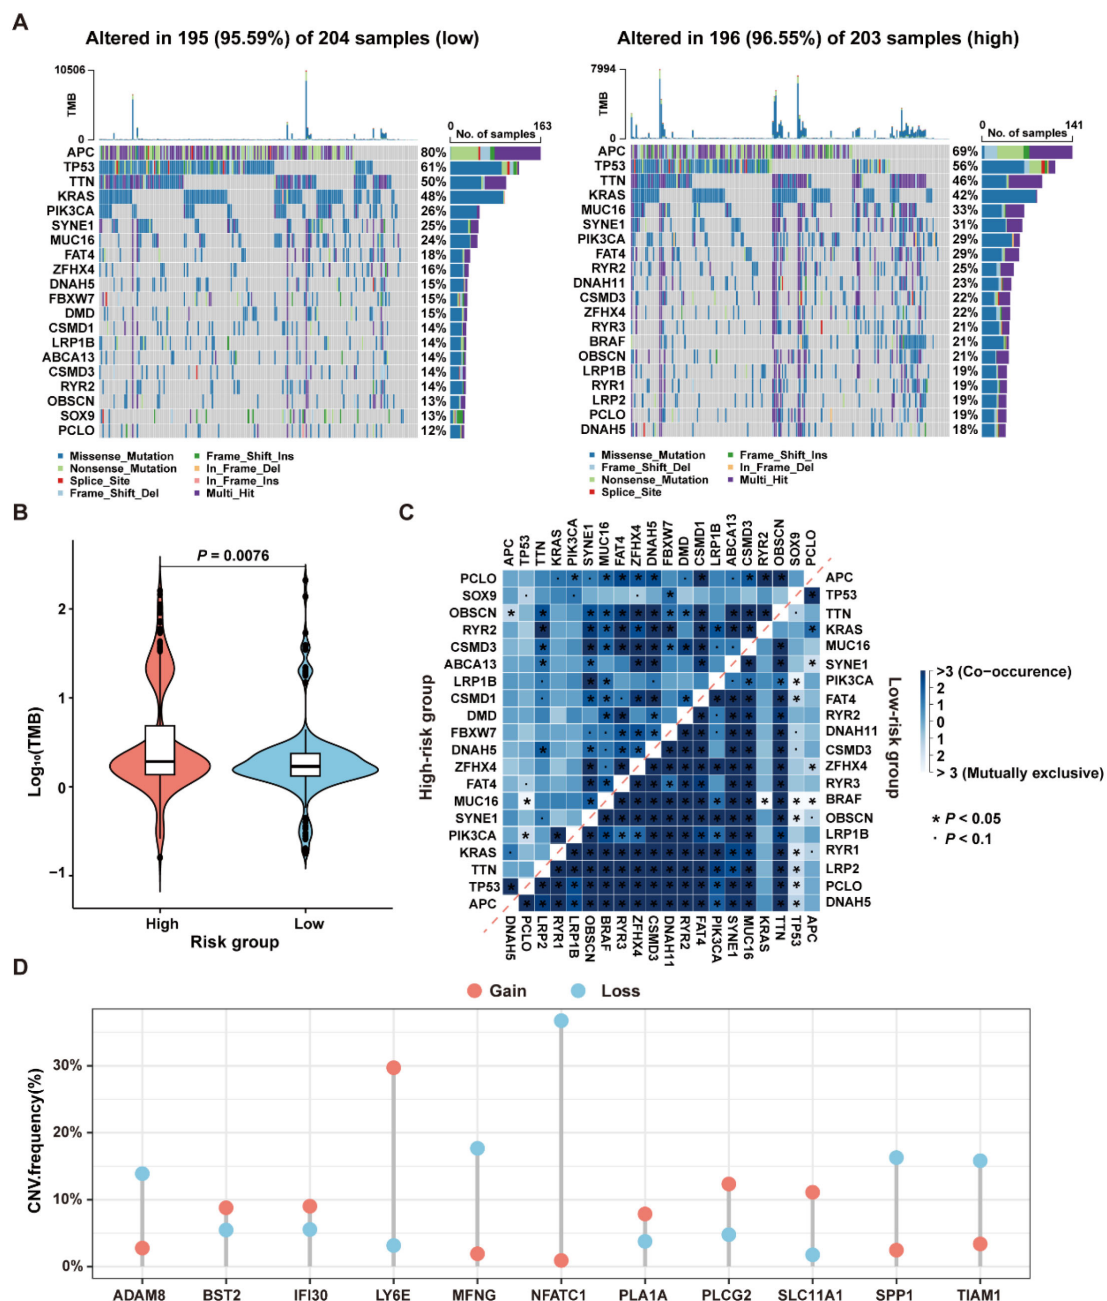 A
Altered in 195 (95.59%) of 204 samples (low)
Altered in 196 (96.55%) of 203 samples (high)
10506
TMB
0
0
163
No. of samples
APC 80%
TP53 61%
TTN 50%
KRAS 48%
PIK3CA 26%
SYNE1 25%
MUC16 24%
FAT4 18%
ZFHX4 16%
DNAH5 15%
FBXW7 15%
DMD 15%
CSMD1 14%
LRP1B 14%
ABCA13 14%
CSMD3 14%
RYR2 14%
OBSCN 13%
SOX9 13%
PCLO 12%
Missense_Mutation
Nonsense_Mutation
Splice_Site
Frame_Shift_Del
Frame_Shift_Ins
In_Frame_Del
In_Frame_Ins
Multi_Hit
7994
TMB
0
0
141
No. of samples
APC 69%
TP53 56%
TTN 46%
KRAS 42%
MUC16 33%
SYNE1 31%
PIK3CA 29%
FAT4 29%
RYR2 25%
DNAH11 23%
CSMD3 22%
ZFHX4 22%
RYR3 21%
BRAF 21%
OBSCN 21%
LRP1B 19%
RYR1 19%
LRP2 19%
PCLO 19%
DNAH5 18%
Missense_Mutation
Frame_Shift_Del
Nonsense_Mutation
Splice_Site
Frame_Shift_Ins
In_Frame_Del
Multi_Hit
B
P = 0.0076
Log₁₀(TMB)
2
1
0
−1
High
Low
Risk group
C
APC
TP53
TTN
KRAS
PIK3CA
SYNE1
MUC16
FAT4
ZFHX4
DNAH5
FBXW7
DMD
CSMD1
LRP1B
ABCA13
CSMD3
RYR2
OBSCN
SOX9
PCLO
High-risk group
PCLO
SOX9
OBSCN
RYR2
CSMD3
ABCA13
LRP1B
CSMD1
DMD
FBXW7
DNAH5
ZFHX4
FAT4
MUC16
SYNE1
PIK3CA
KRAS
TTN
TP53
APC
APC
TP53
TTN
KRAS
MUC16
SYNE1
PIK3CA
FAT4
RYR2
DNAH11
CSMD3
ZFHX4
RYR3
BRAF
OBSCN
LRP1B
RYR1
LRP2
PCLO
DNAH5
Low-risk group
DNAH5
PCLO
LRP2
RYR1
LRP1B
OBSCN
BRAF
RYR3
ZFHX4
CSMD3
DNAH11
RYR2
FAT4
PIK3CA
SYNE1
MUC16
KRAS
TTN
TP53
APC
>3 (Co-occurence)
2
1
0
1
2
> 3 (Mutually exclusive)
* P < 0.05
· P < 0.1
D
Gain
Loss
CNV.frequency(%)
30%
20%
10%
0%
ADAM8
BST2
IFI30
LY6E
MFNG
NFATC1
PLA1A
PLCG2
SLC11A1
SPP1
TIAM1